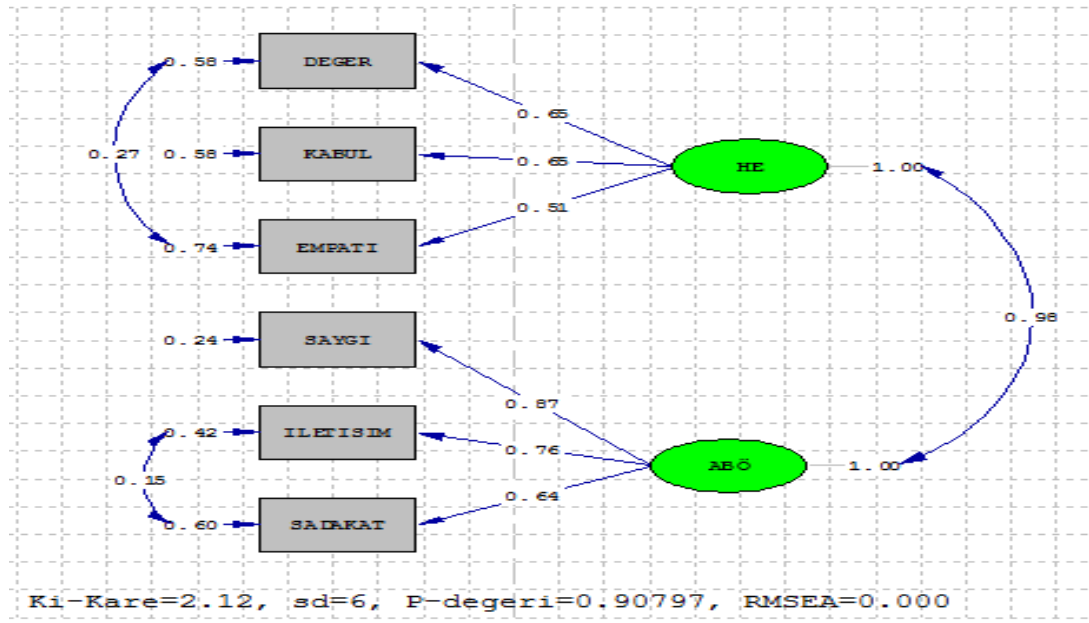 0.58
DEGER
0.65
0.27
0.58
KABUL
0.65
HE
1.00
0.51
0.74
EMPATI
0.98
0.24
SAYGI
0.87
0.42
ILETISIM
0.76
ABÖ
1.00
0.15
0.64
0.60
SADAKAT
Ki-Kare=2.12, sd=6, P-degeri=0.90797, RMSEA=0.000